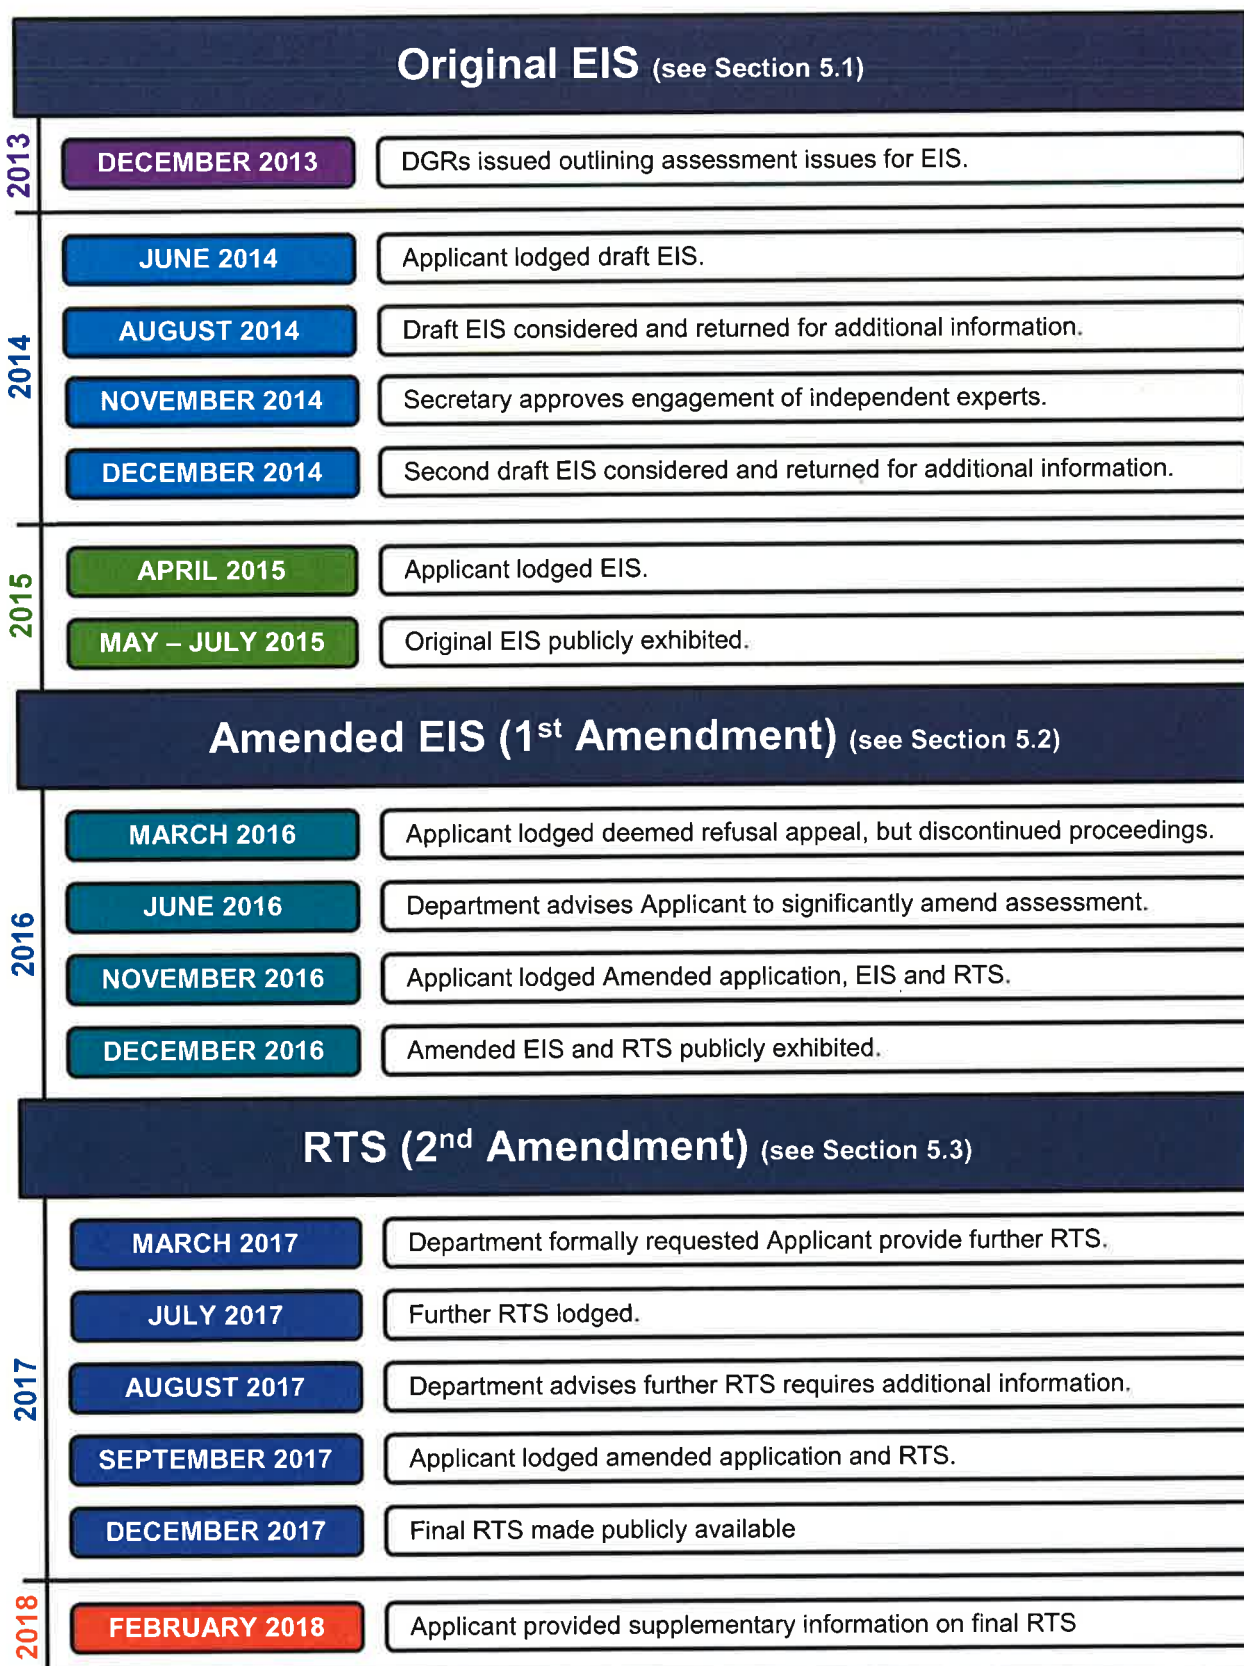 Original EIS (see Section 5.1)
2013
DECEMBER 2013 DGRs issued outlining assessment issues for EIS.
2014
JUNE 2014 Applicant lodged draft EIS.
AUGUST 2014 Draft EIS considered and returned for additional information.
NOVEMBER 2014 Secretary approves engagement of independent experts.
DECEMBER 2014 Second draft EIS considered and returned for additional information.
2015
APRIL 2015 Applicant lodged EIS.
MAY – JULY 2015 Original EIS publicly exhibited.
Amended EIS (1st Amendment) (see Section 5.2)
2016
MARCH 2016 Applicant lodged deemed refusal appeal, but discontinued proceedings.
JUNE 2016 Department advises Applicant to significantly amend assessment.
NOVEMBER 2016 Applicant lodged Amended application, EIS and RTS.
DECEMBER 2016 Amended EIS and RTS publicly exhibited.
RTS (2nd Amendment) (see Section 5.3)
2017
MARCH 2017 Department formally requested Applicant provide further RTS.
JULY 2017 Further RTS lodged.
AUGUST 2017 Department advises further RTS requires additional information.
SEPTEMBER 2017 Applicant lodged amended application and RTS.
DECEMBER 2017 Final RTS made publicly available
2018
FEBRUARY 2018 Applicant provided supplementary information on final RTS